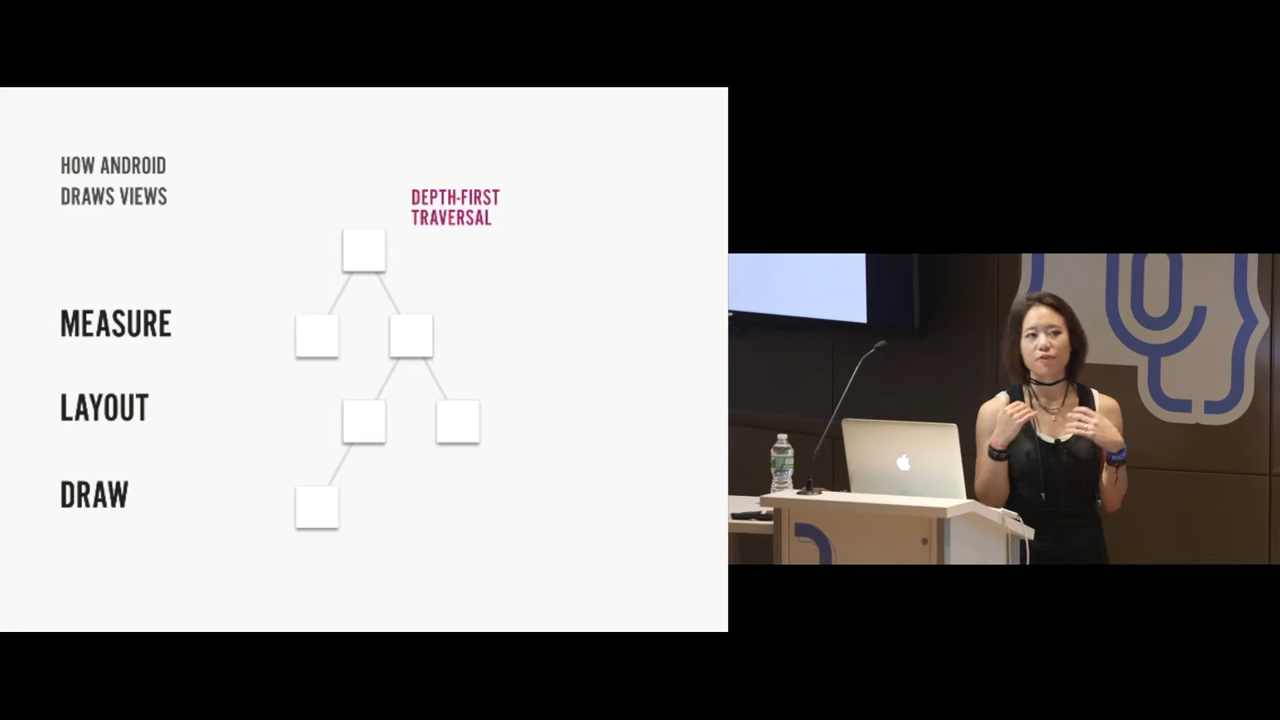 HOW ANDROID
DRAWS VIEWS
DEPTH-FIRST
TRAVERSAL
MEASURE
LAYOUT
DRAW